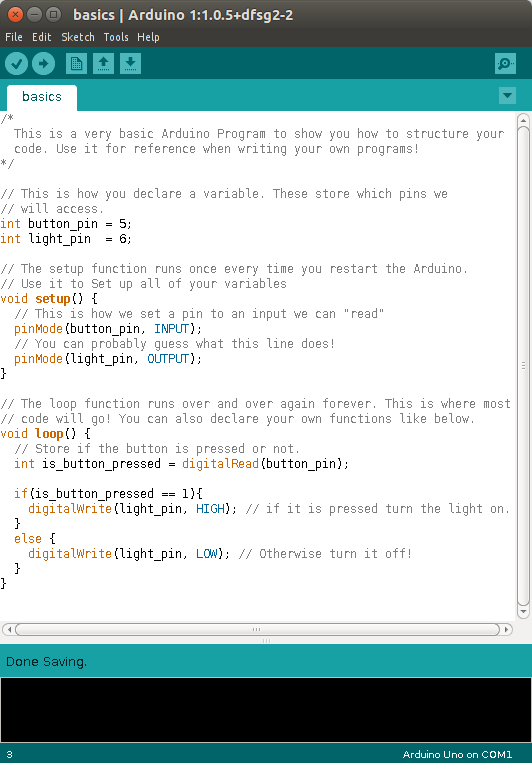 basics | Arduino 1:1.0.5+dfsg2-2
File Edit Sketch Tools Help
basics
/*
  This is a very basic Arduino Program to show you how to structure your
  code. Use it for reference when writing your own programs!
*/

// This is how you declare a variable. These store which pins we
// will access.
int button_pin = 5;
int light_pin  = 6;

// The setup function runs once every time you restart the Arduino.
// Use it to Set up all of your variables
void setup() {
  // This is how we set a pin to an input we can "read"
  pinMode(button_pin, INPUT);
  // You can probably guess what this line does!
  pinMode(light_pin, OUTPUT);
}

// The loop function runs over and over again forever. This is where most
// code will go! You can also declare your own functions like below.
void loop() {
  // Store if the button is pressed or not.
  int is_button_pressed = digitalRead(button_pin);

  if(is_button_pressed == 1){
    digitalWrite(light_pin, HIGH); // if it is pressed turn the light on.
  }
  else {
    digitalWrite(light_pin, LOW); // Otherwise turn it off!
  }
}
Done Saving.
3
Arduino Uno on COM1